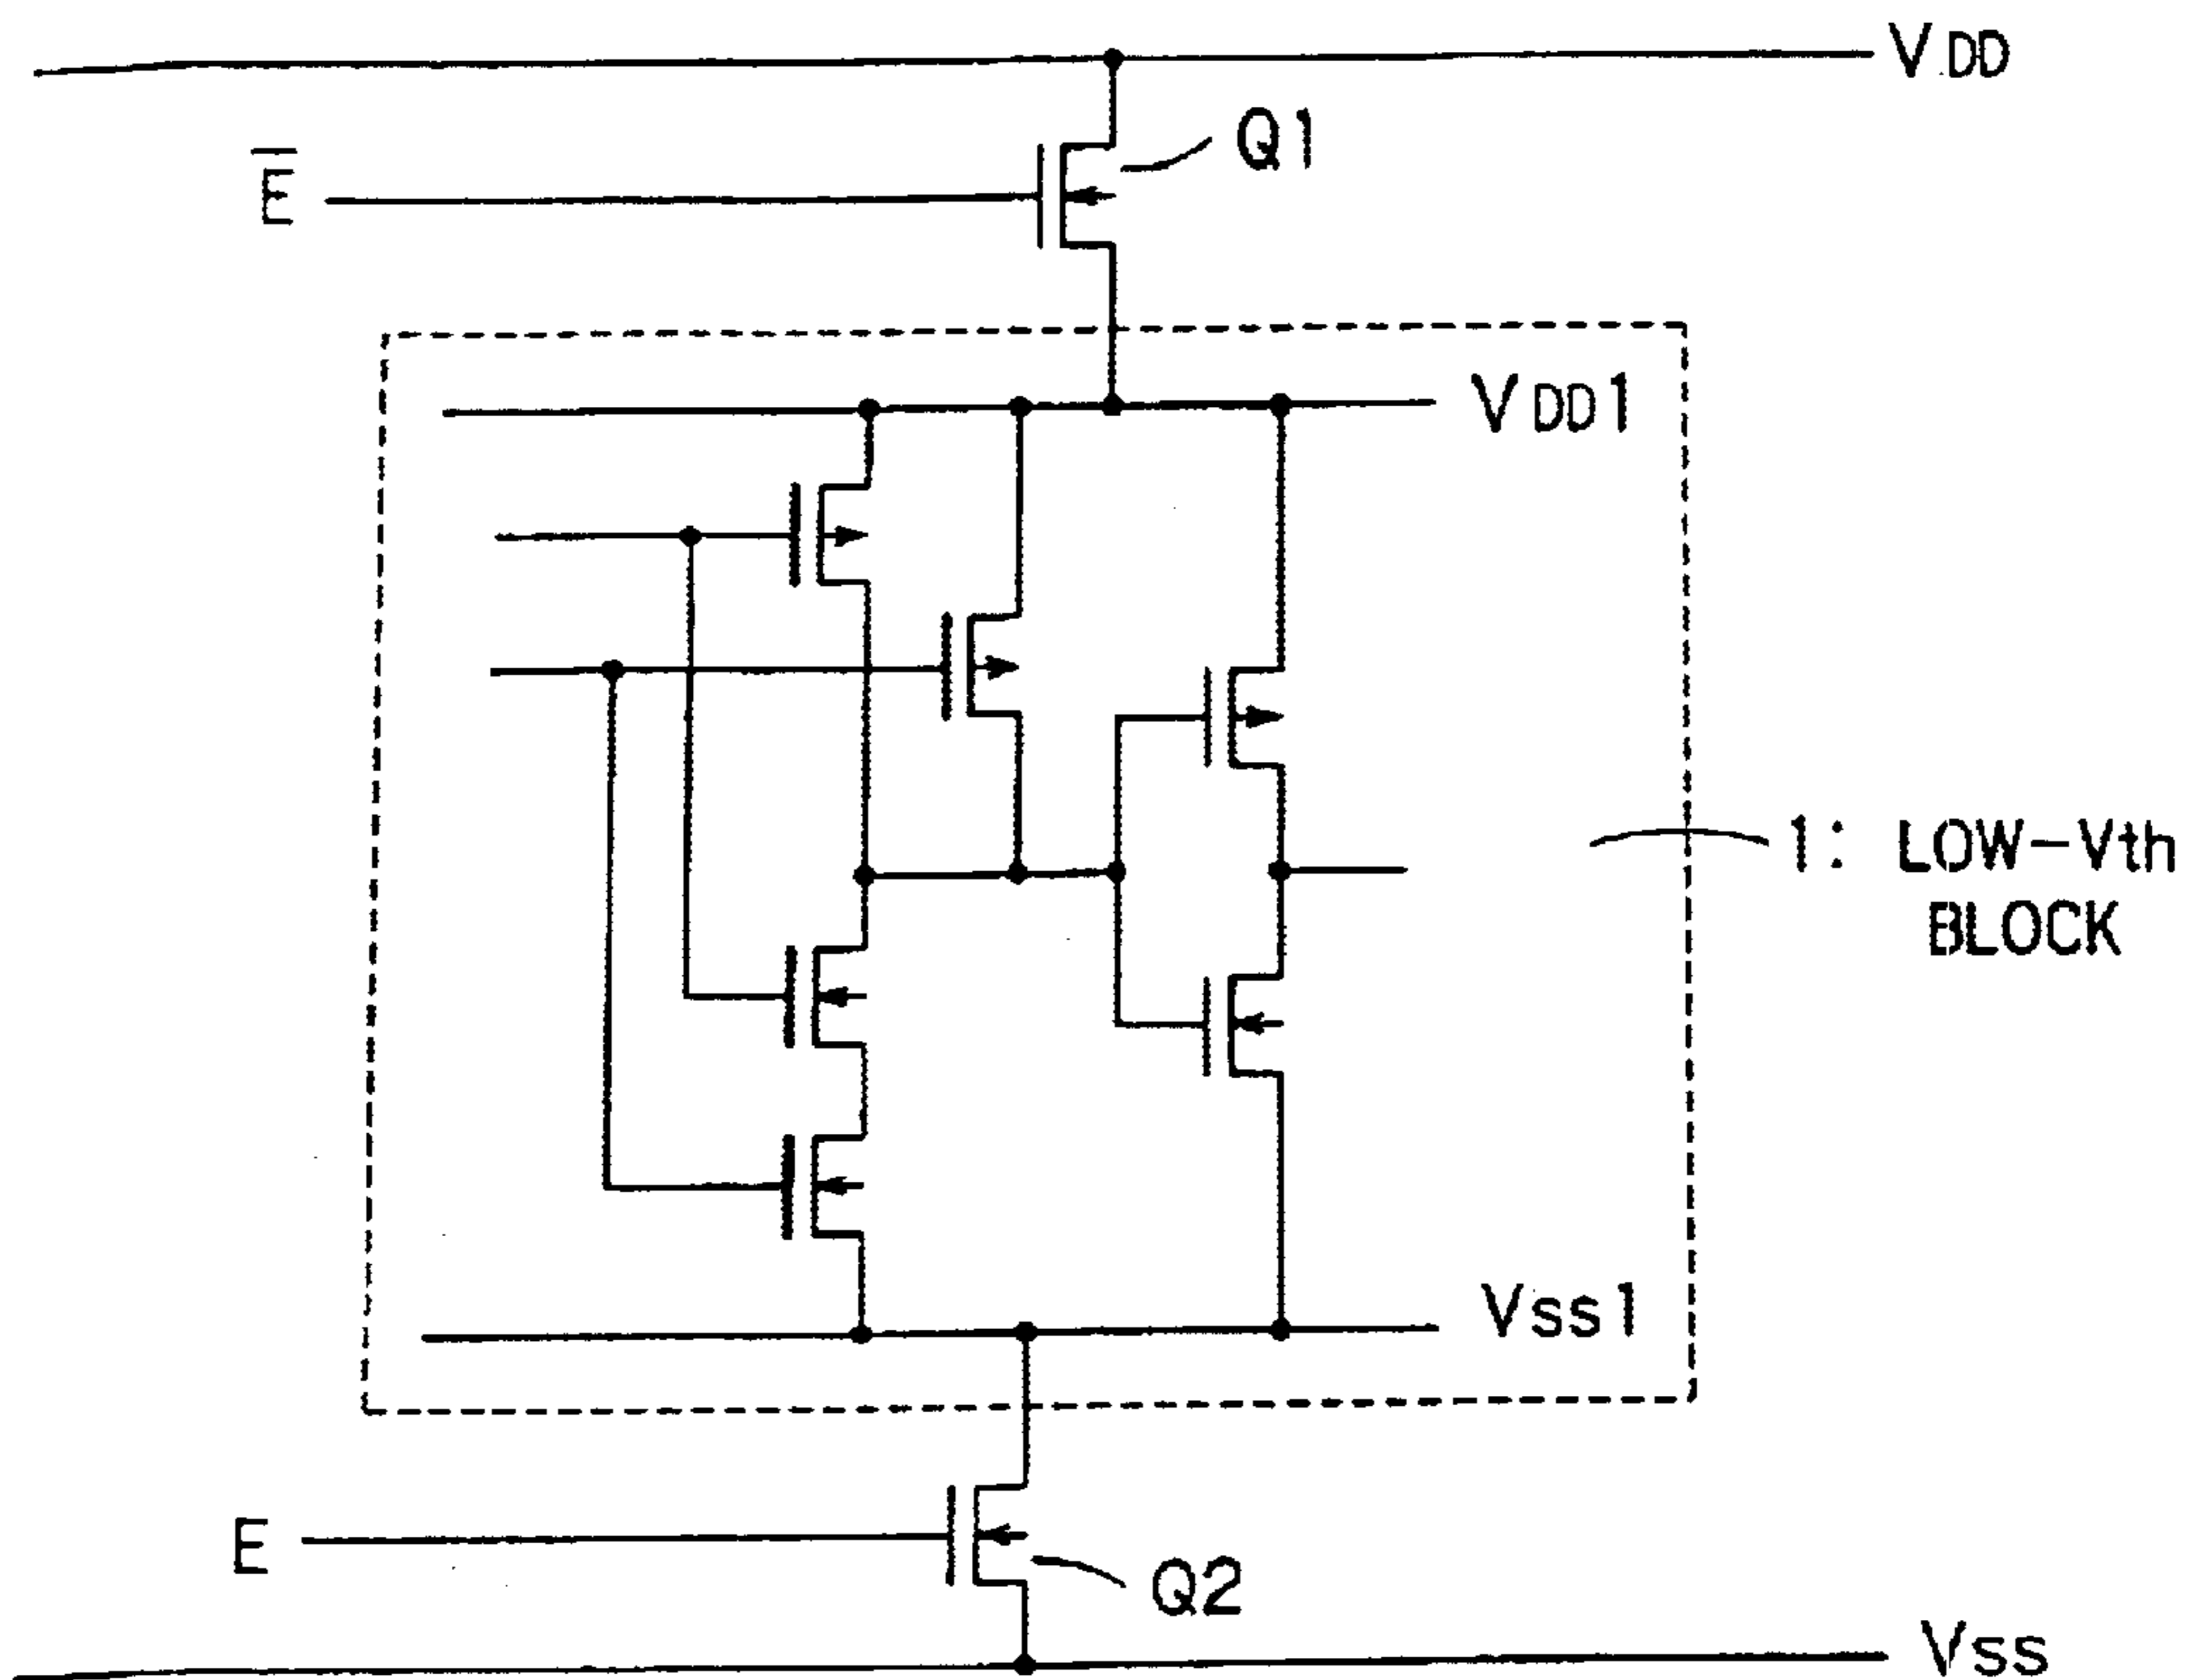 VDD
Q1
E̅
VDD1
1: LOW-Vth
BLOCK
VSS1
E
Q2
VSS